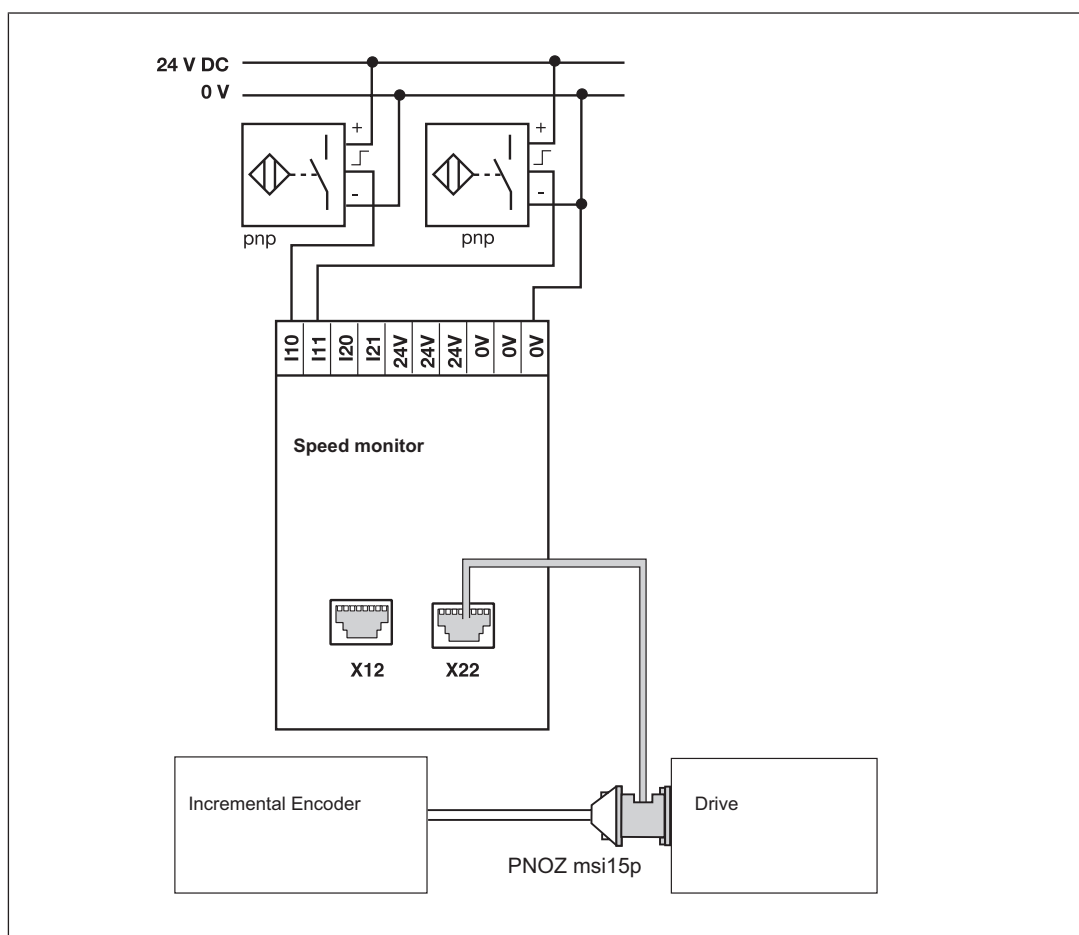 24 V DC
0 V
+
-
pnp
+
-
pnp
I10 I11 I20 I21 24V 24V 24V 0V 0V 0V
Speed monitor
X12 X22
Incremental Encoder
Drive
PNOZ msi15p